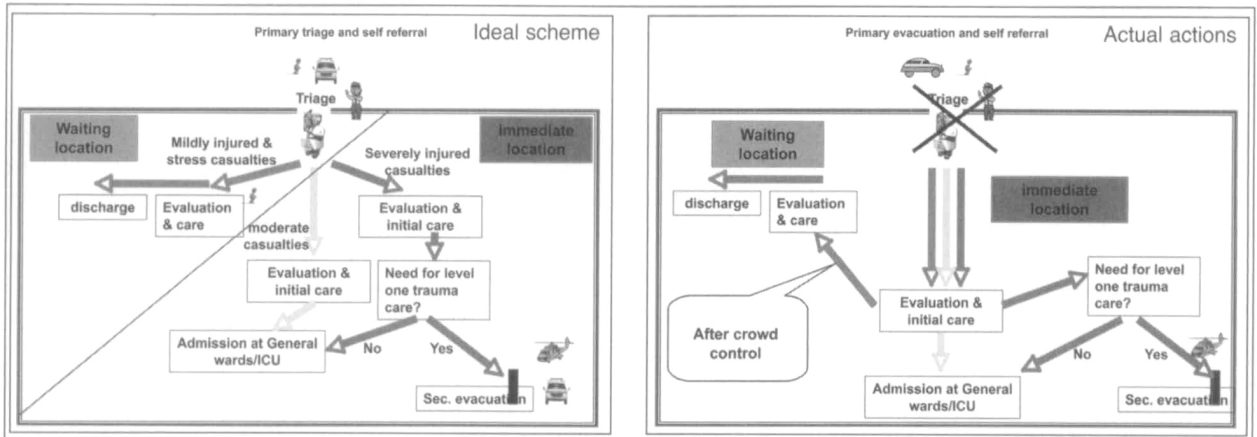 Ideal scheme
Primary triage and self referral
Triage
Waiting
location
Immediate
location
Mildly injured &
stress casualties
Severely injured
casualties
discharge
Evaluation
& care
Evaluation &
initial care
moderate
casualties
Evaluation &
initial care
Need for level
one trauma
care?
Admission at General
wards/ICU
No
Yes
Sec. evacuation
Actual actions
Primary evacuation and self referral
Triage
Waiting
location
immediate
location
discharge
Evaluation
& care
Need for level
one trauma
care?
Evaluation &
initial care
After crowd
control
No
Yes
Admission at General
wards/ICU
Sec. evacuation